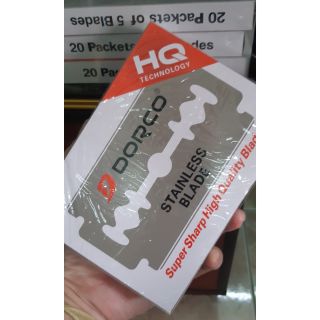 20 Packets of 5 Blades
20 Packets
des
20 Pa
HQ
TECHNOLOGY
DORCO
STAINLESS
BLADE
Super Sharp High Quality Blad